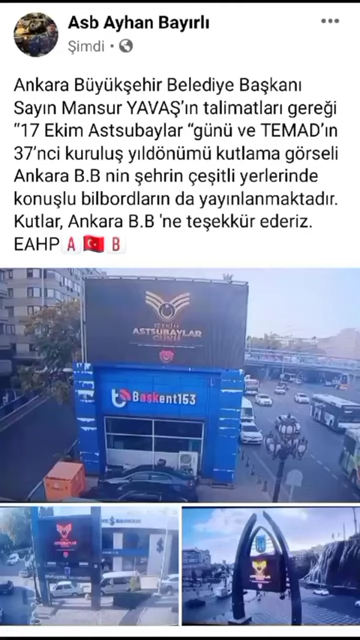 Asb Ayhan Bayırlı
Şimdi •
Ankara Büyükşehir Belediye Başkanı
Sayın Mansur YAVAŞ'ın talimatları gereği
“17 Ekim Astsubaylar “günü ve TEMAD'ın
37'nci kuruluş yıldönümü kutlama görseli
Ankara B.B nin şehrin çeşitli yerlerinde
konuşlu bilbordların da yayınlanmaktadır.
Kutlar, Ankara B.B 'ne teşekkür ederiz.
EAHP🅰️🇹🇷🅱️
ASTSUBAYLAR
GÜNÜ
Başkent153
ASTSUBAYLAR